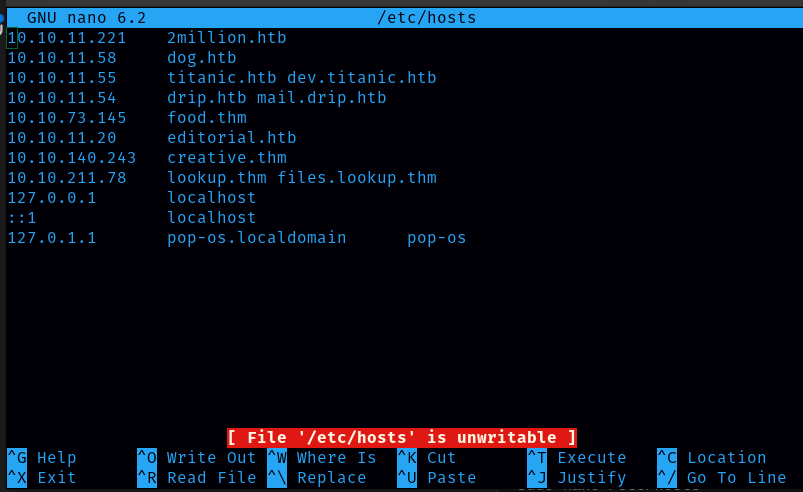 GNU nano 6.2 /etc/hosts
10.10.11.221 2million.htb
10.10.11.58 dog.htb
10.10.11.55 titanic.htb dev.titanic.htb
10.10.11.54 drip.htb mail.drip.htb
10.10.73.145 food.thm
10.10.11.20 editorial.htb
10.10.140.243 creative.thm
10.10.211.78 lookup.thm files.lookup.thm
127.0.0.1 localhost
::1 localhost
127.0.1.1 pop-os.localdomain pop-os
[ File '/etc/hosts' is unwritable ]
^G Help ^O Write Out ^W Where Is ^K Cut ^T Execute ^C Location
^X Exit ^R Read File ^\ Replace ^U Paste ^J Justify ^/ Go To Line